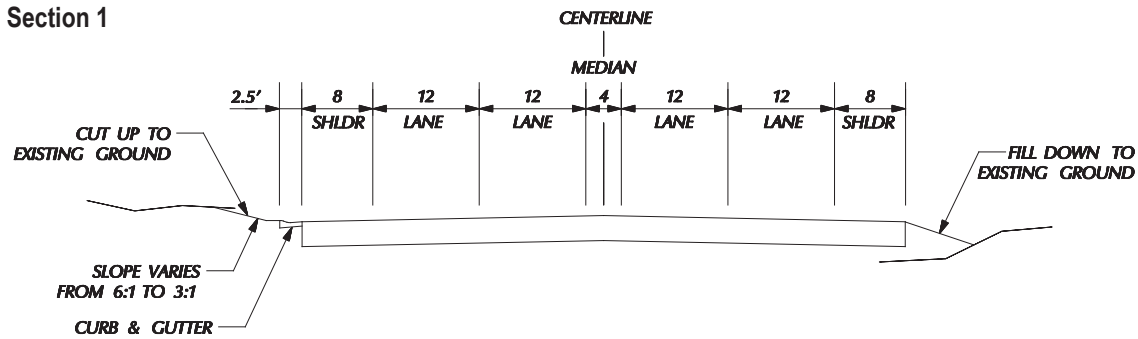 Section 1
CENTERLINE
MEDIAN
2.5' 8 12 12 4 12 12 8
SHLDR LANE LANE LANE LANE SHLDR
CUT UP TO
EXISTING GROUND
FILL DOWN TO
EXISTING GROUND
SLOPE VARIES
FROM 6:1 TO 3:1
CURB & GUTTER